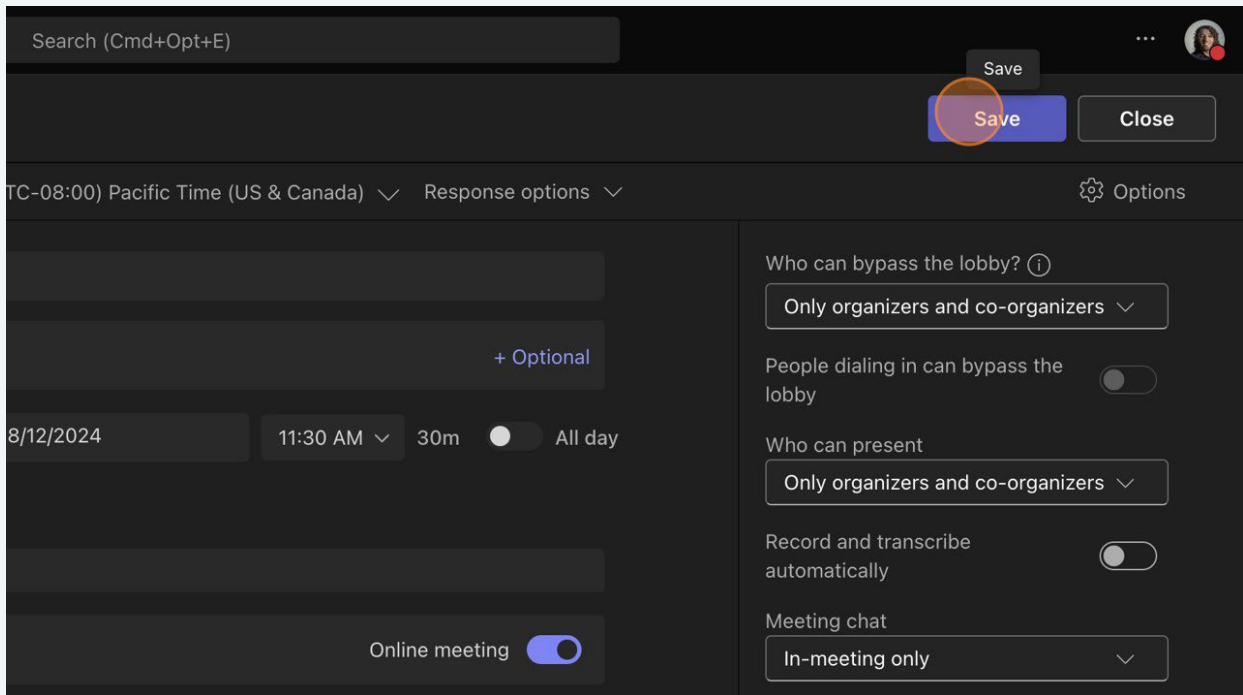 Search (Cmd+Opt+E)
...
Save
Save
Close
TC-08:00) Pacific Time (US & Canada)
Response options
Options
Who can bypass the lobby?
Only organizers and co-organizers
+ Optional
People dialing in can bypass the
lobby
8/12/2024
11:30 AM
30m
All day
Who can present
Only organizers and co-organizers
Record and transcribe
automatically
Meeting chat
Online meeting
In-meeting only